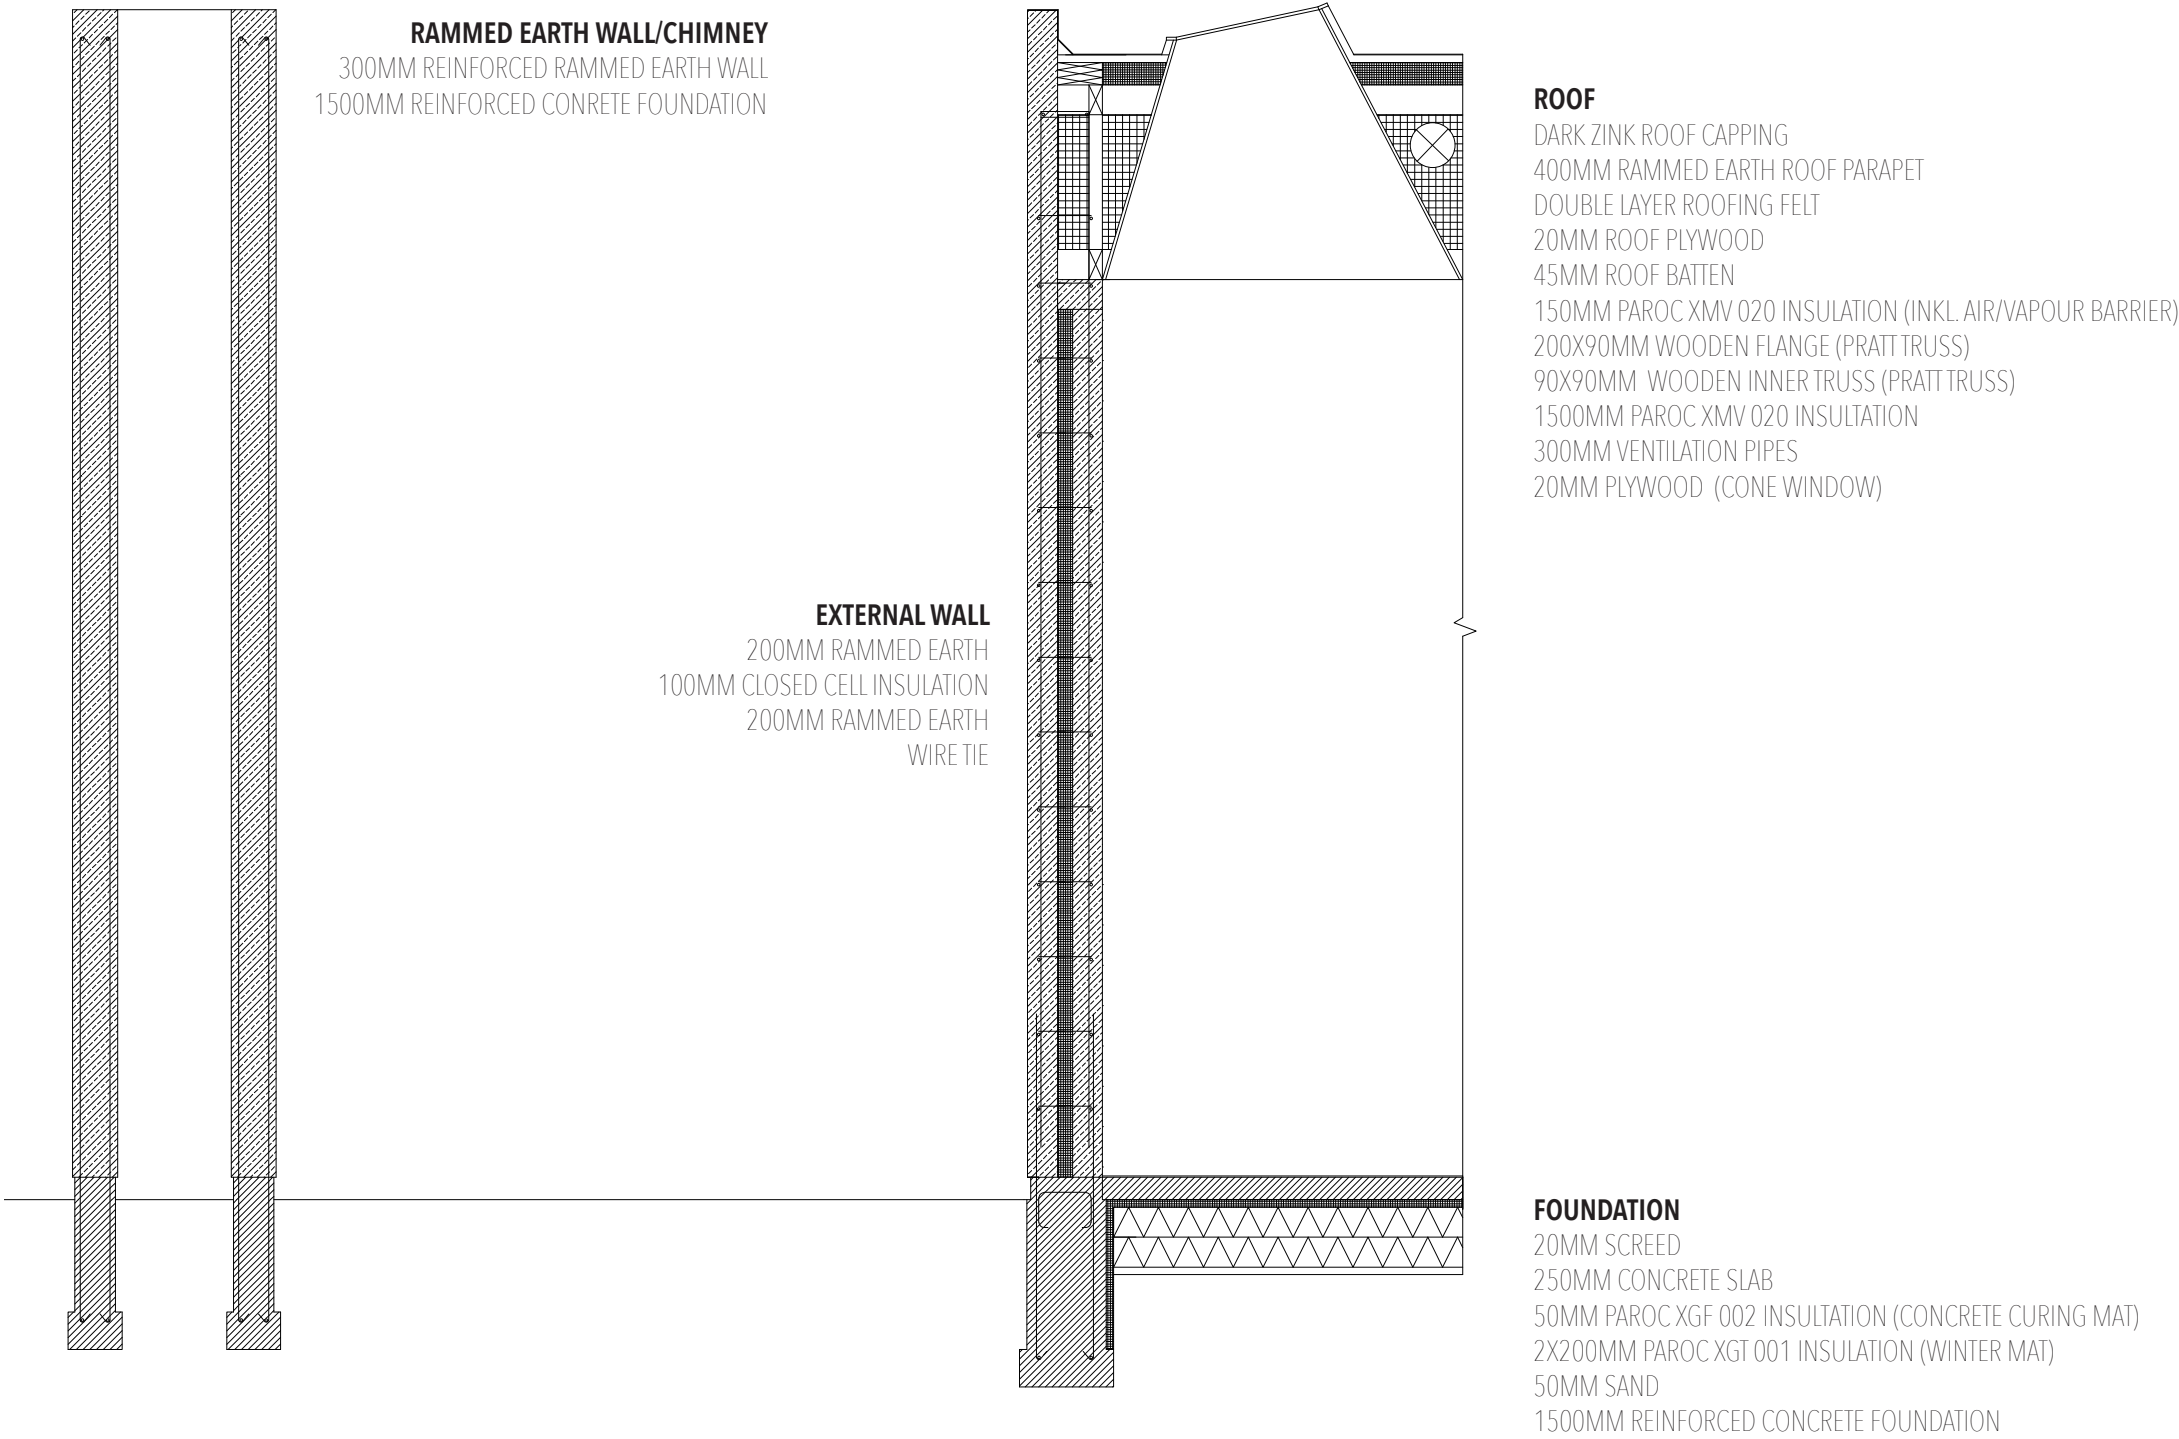 RAMMED EARTH WALL/CHIMNEY
300MM REINFORCED RAMMED EARTH WALL
1500MM REINFORCED CONRETE FOUNDATION
ROOF
DARK ZINK ROOF CAPPING
400MM RAMMED EARTH ROOF PARAPET
DOUBLE LAYER ROOFING FELT
20MM ROOF PLYWOOD
45MM ROOF BATTEN
150MM PAROC XMV 020 INSULATION (INKL. AIR/VAPOUR BARRIER)
200X90MM WOODEN FLANGE (PRATT TRUSS)
90X90MM WOODEN INNER TRUSS (PRATT TRUSS)
1500MM PAROC XMV 020 INSULTATION
300MM VENTILATION PIPES
20MM PLYWOOD (CONE WINDOW)
EXTERNAL WALL
200MM RAMMED EARTH
100MM CLOSED CELL INSULATION
200MM RAMMED EARTH
WIRE TIE
FOUNDATION
20MM SCREED
250MM CONCRETE SLAB
50MM PAROC XGF 002 INSULTATION (CONCRETE CURING MAT)
2X200MM PAROC XGT 001 INSULATION (WINTER MAT)
50MM SAND
1500MM REINFORCED CONCRETE FOUNDATION